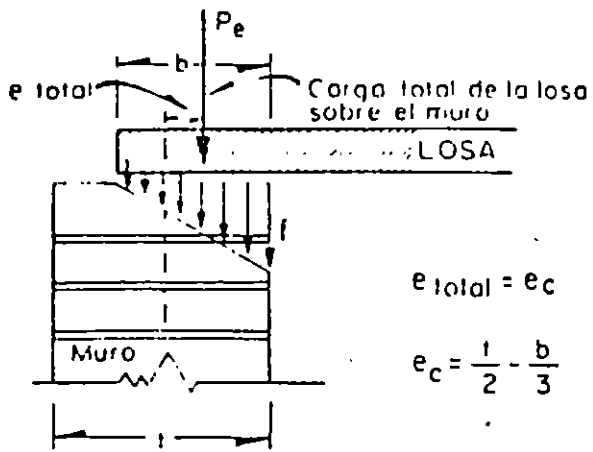 Pe
b
e total
Carga total de la losa
sobre el muro
LOSA
f
e total = ec
Muro
ec = t/2 - b/3
t